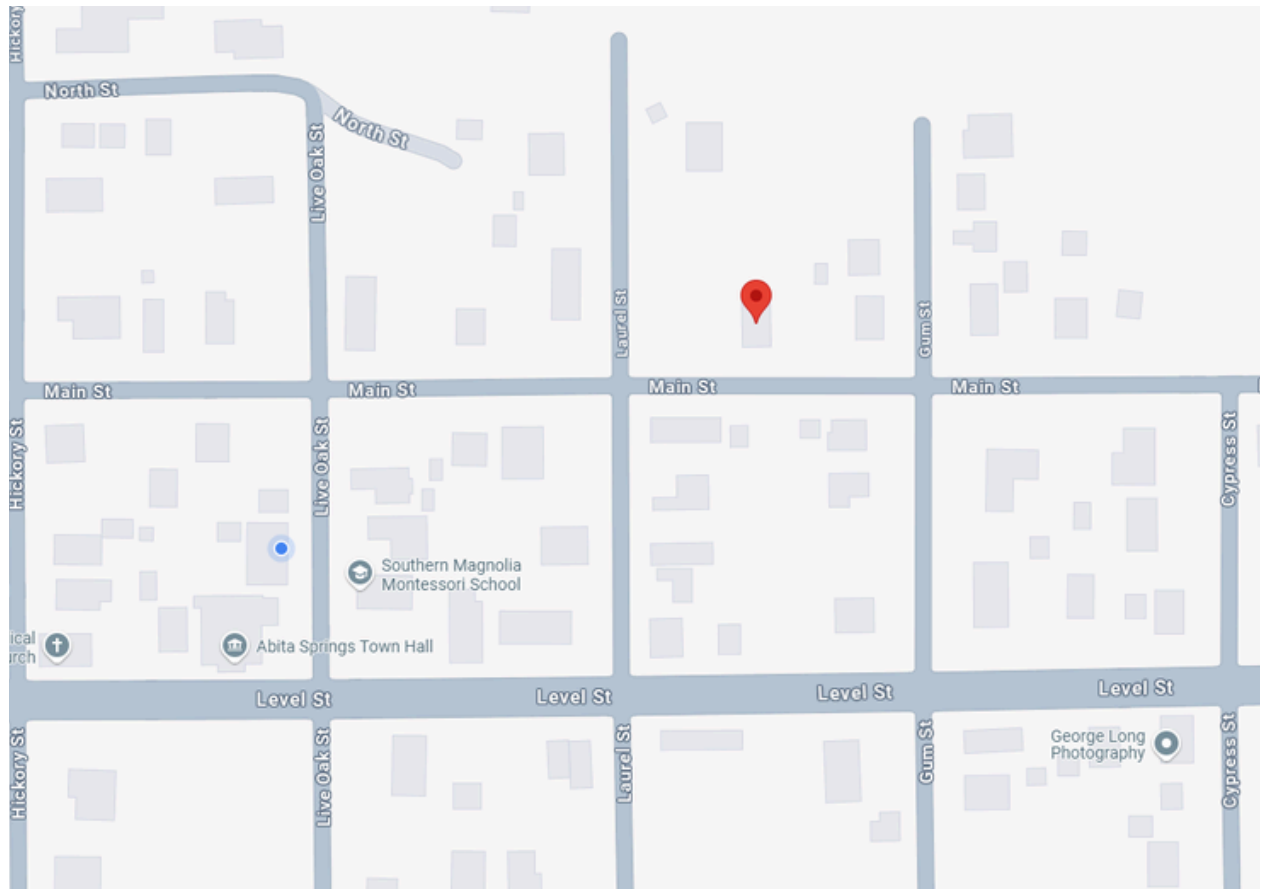 Hickory
North St
North St
Live Oak St
Laurel St
Gum St
Main St
Main St
Main St
Main St
Hickory St
Live Oak St
Cypress St
Southern Magnolia
Montessori School
ical
urch
Abita Springs Town Hall
Level St
Level St
Level St
Level St
Hickory St
Live Oak St
Laurel St
Gum St
George Long
Photography
Cypress St